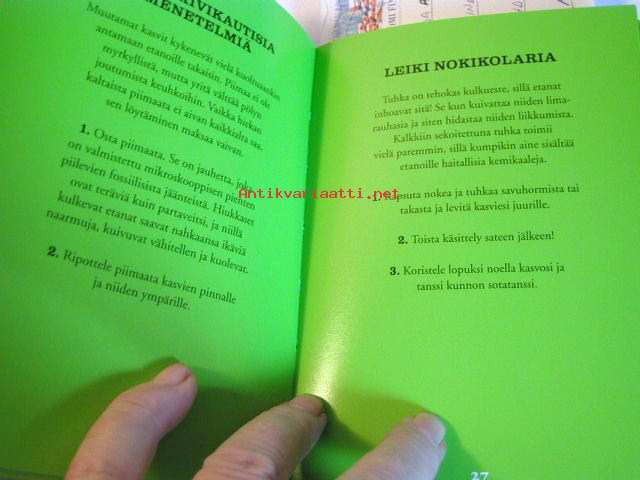 KIVIKAUTISIA
MENETELMIÄ
Muutamat kasvit kykenevät vielä kuoltuaankin
antamaan etanoille takaisin. Piimaa ei ole
myrkyllistä, mutta yritä välttää pölyn
joutumista keuhkoihin. Vaikka hitusen
kaltaista piimaata ei aivan kaikkialta saa,
sen löytäminen maksaa vaivan.
1. Osta piimaata. Se on jauhetta, joka
on valmistettu mikroskooppisen pienten
piilevien fossiilisista jäänteistä. Hiukkaset
ovat teräviä kuin partaveitsi, ja niillä
kulkevat etanat saavat nahkaansa ikäviä
naarmuja, kuivuvat vähitellen ja kuolevat.
2. Ripottele piimaata kasvien pinnalle
ja niiden ympärille.
LEIKI NOKIKOLARIA
Tuhka on tehokas kulkueste, sillä etanat
inhoavat sitä! Se kun kuivattaa niiden lima-
rauhasia ja siten hidastaa niiden liikkumista.
Kalkkiin sekoitettuna tuhka toimii
vielä paremmin, sillä kumpikin aine sisältää
etanoille haitallisia kemikaaleja.
Antikvariaatti.net
1. Rapsuta nokea ja tuhkaa savuhormista tai
takasta ja levitä kasviesi juurille.
2. Toista käsittely sateen jälkeen!
3. Koristele lopuksi noella kasvosi ja
tanssi kunnon sotatanssi.
27